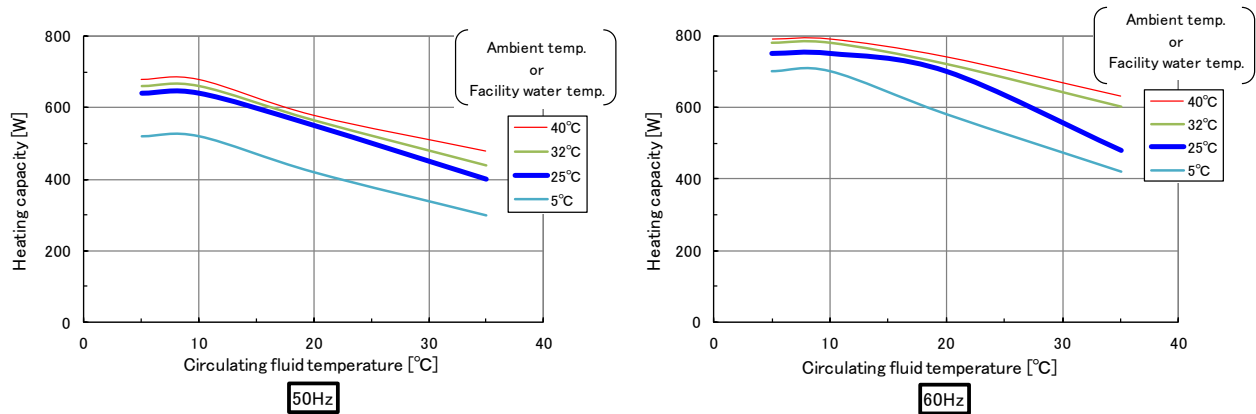 Heating capacity [W]
800
600
400
200
0
0
10
20
30
40
Circulating fluid temperature [℃]
50Hz
Ambient temp.
or
Facility water temp.
40℃
32℃
25℃
5℃
Heating capacity [W]
800
600
400
200
0
0
10
20
30
40
Circulating fluid temperature [℃]
60Hz
Ambient temp.
or
Facility water temp.
40℃
32℃
25℃
5℃